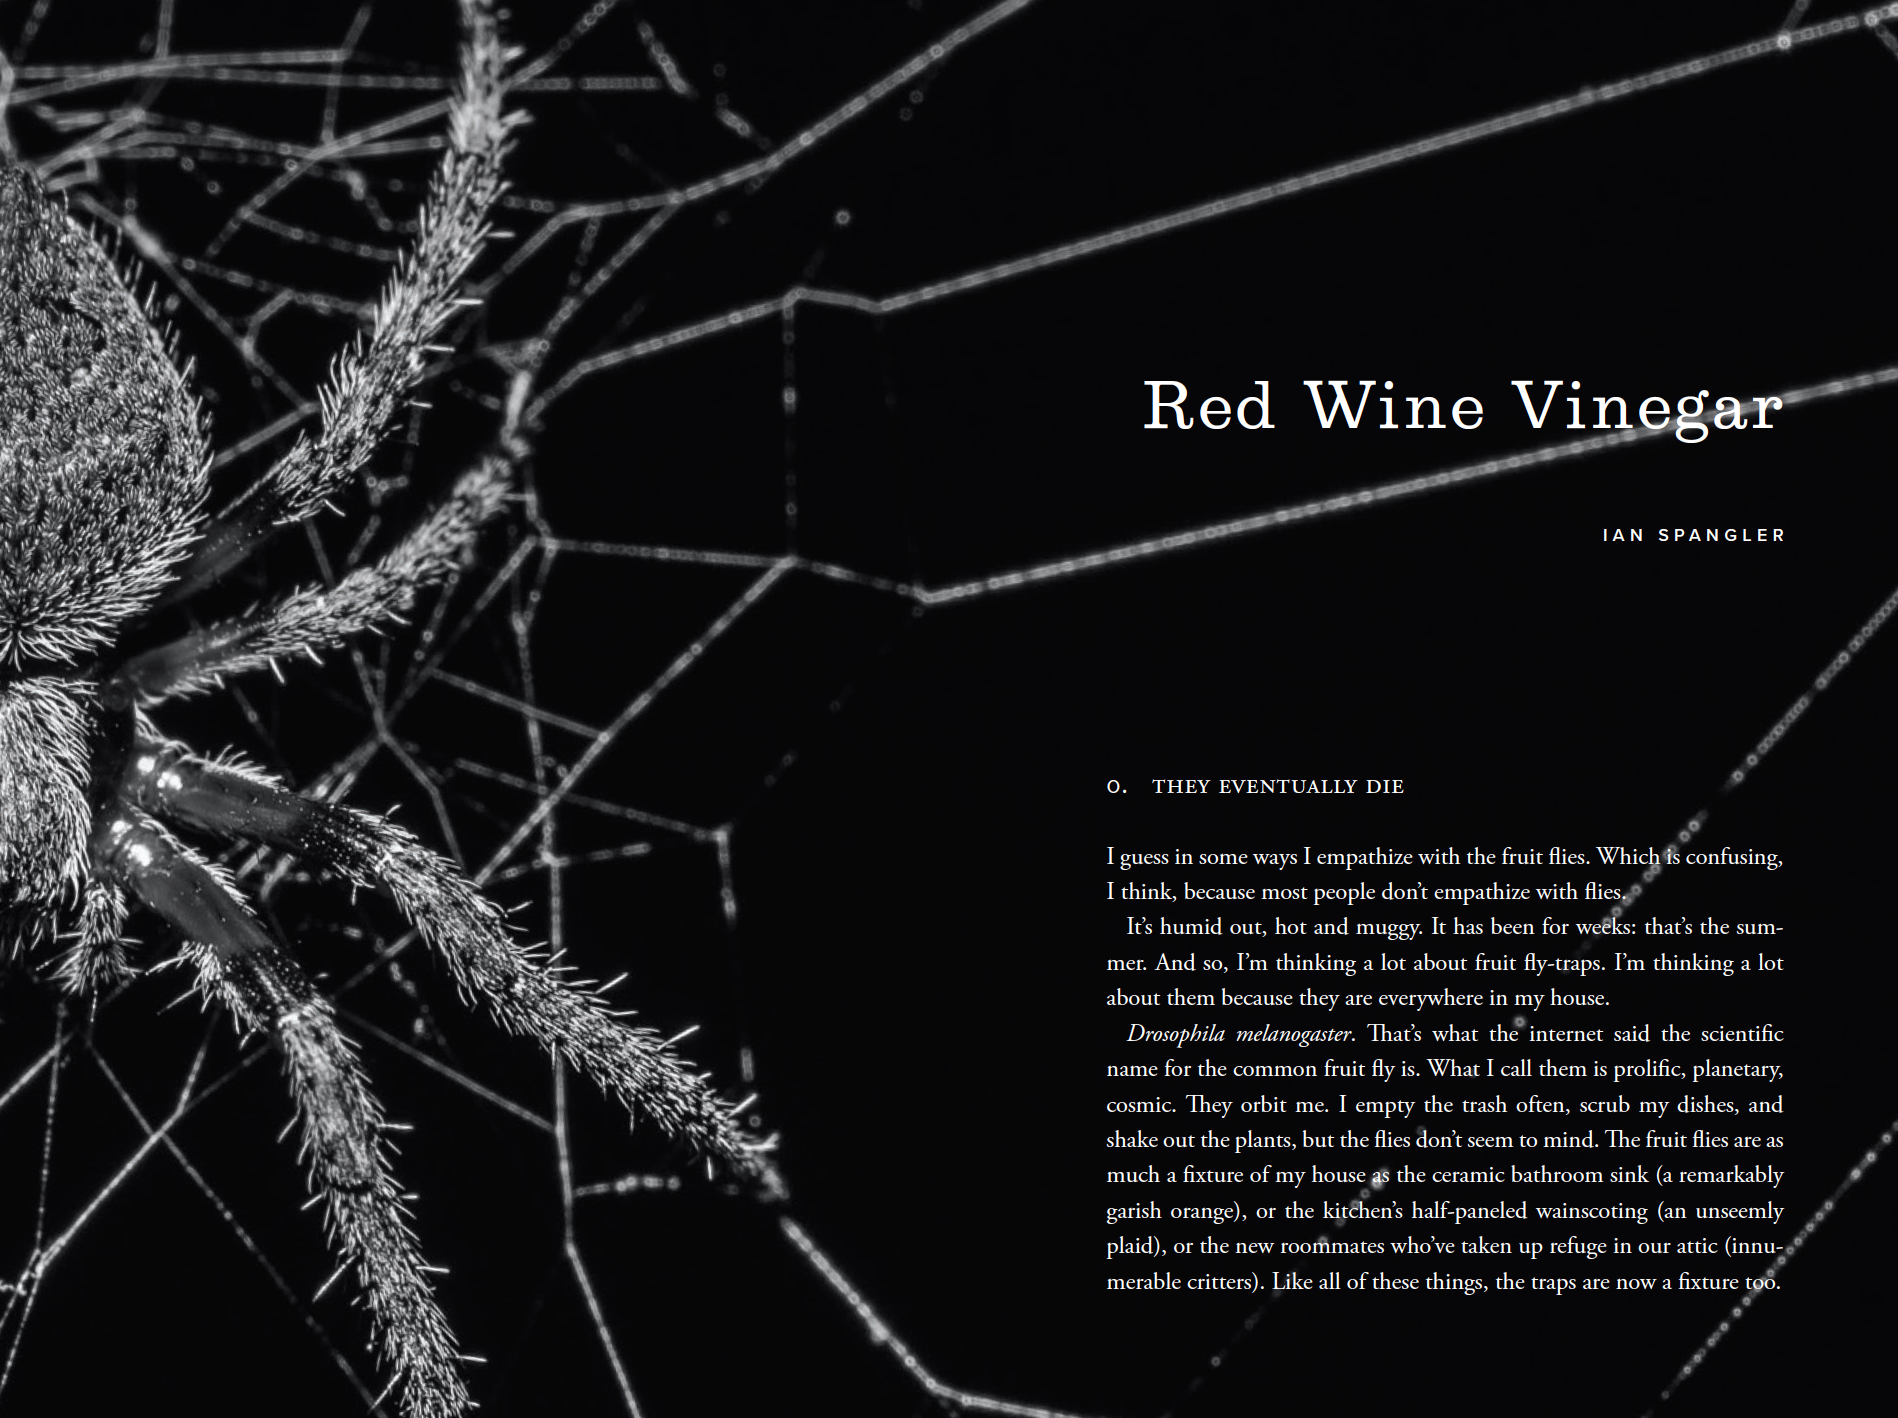 Red Wine Vinegar
IAN SPANGLER
0. THEY EVENTUALLY DIE
I guess in some ways I empathize with the fruit flies. Which is confusing,
I think, because most people don’t empathize with flies.
It’s humid out, hot and muggy. It has been for weeks: that’s the sum-
mer. And so, I’m thinking a lot about fruit fly-traps. I’m thinking a lot
about them because they are everywhere in my house.
Drosophila melanogaster. That’s what the internet said the scientific
name for the common fruit fly is. What I call them is prolific, planetary,
cosmic. They orbit me. I empty the trash often, scrub my dishes, and
shake out the plants, but the flies don’t seem to mind. The fruit flies are as
much a fixture of my house as the ceramic bathroom sink (a remarkably
garish orange), or the kitchen’s half-paneled wainscoting (an unseemly
plaid), or the new roommates who’ve taken up refuge in our attic (innu-
merable critters). Like all of these things, the traps are now a fixture too.